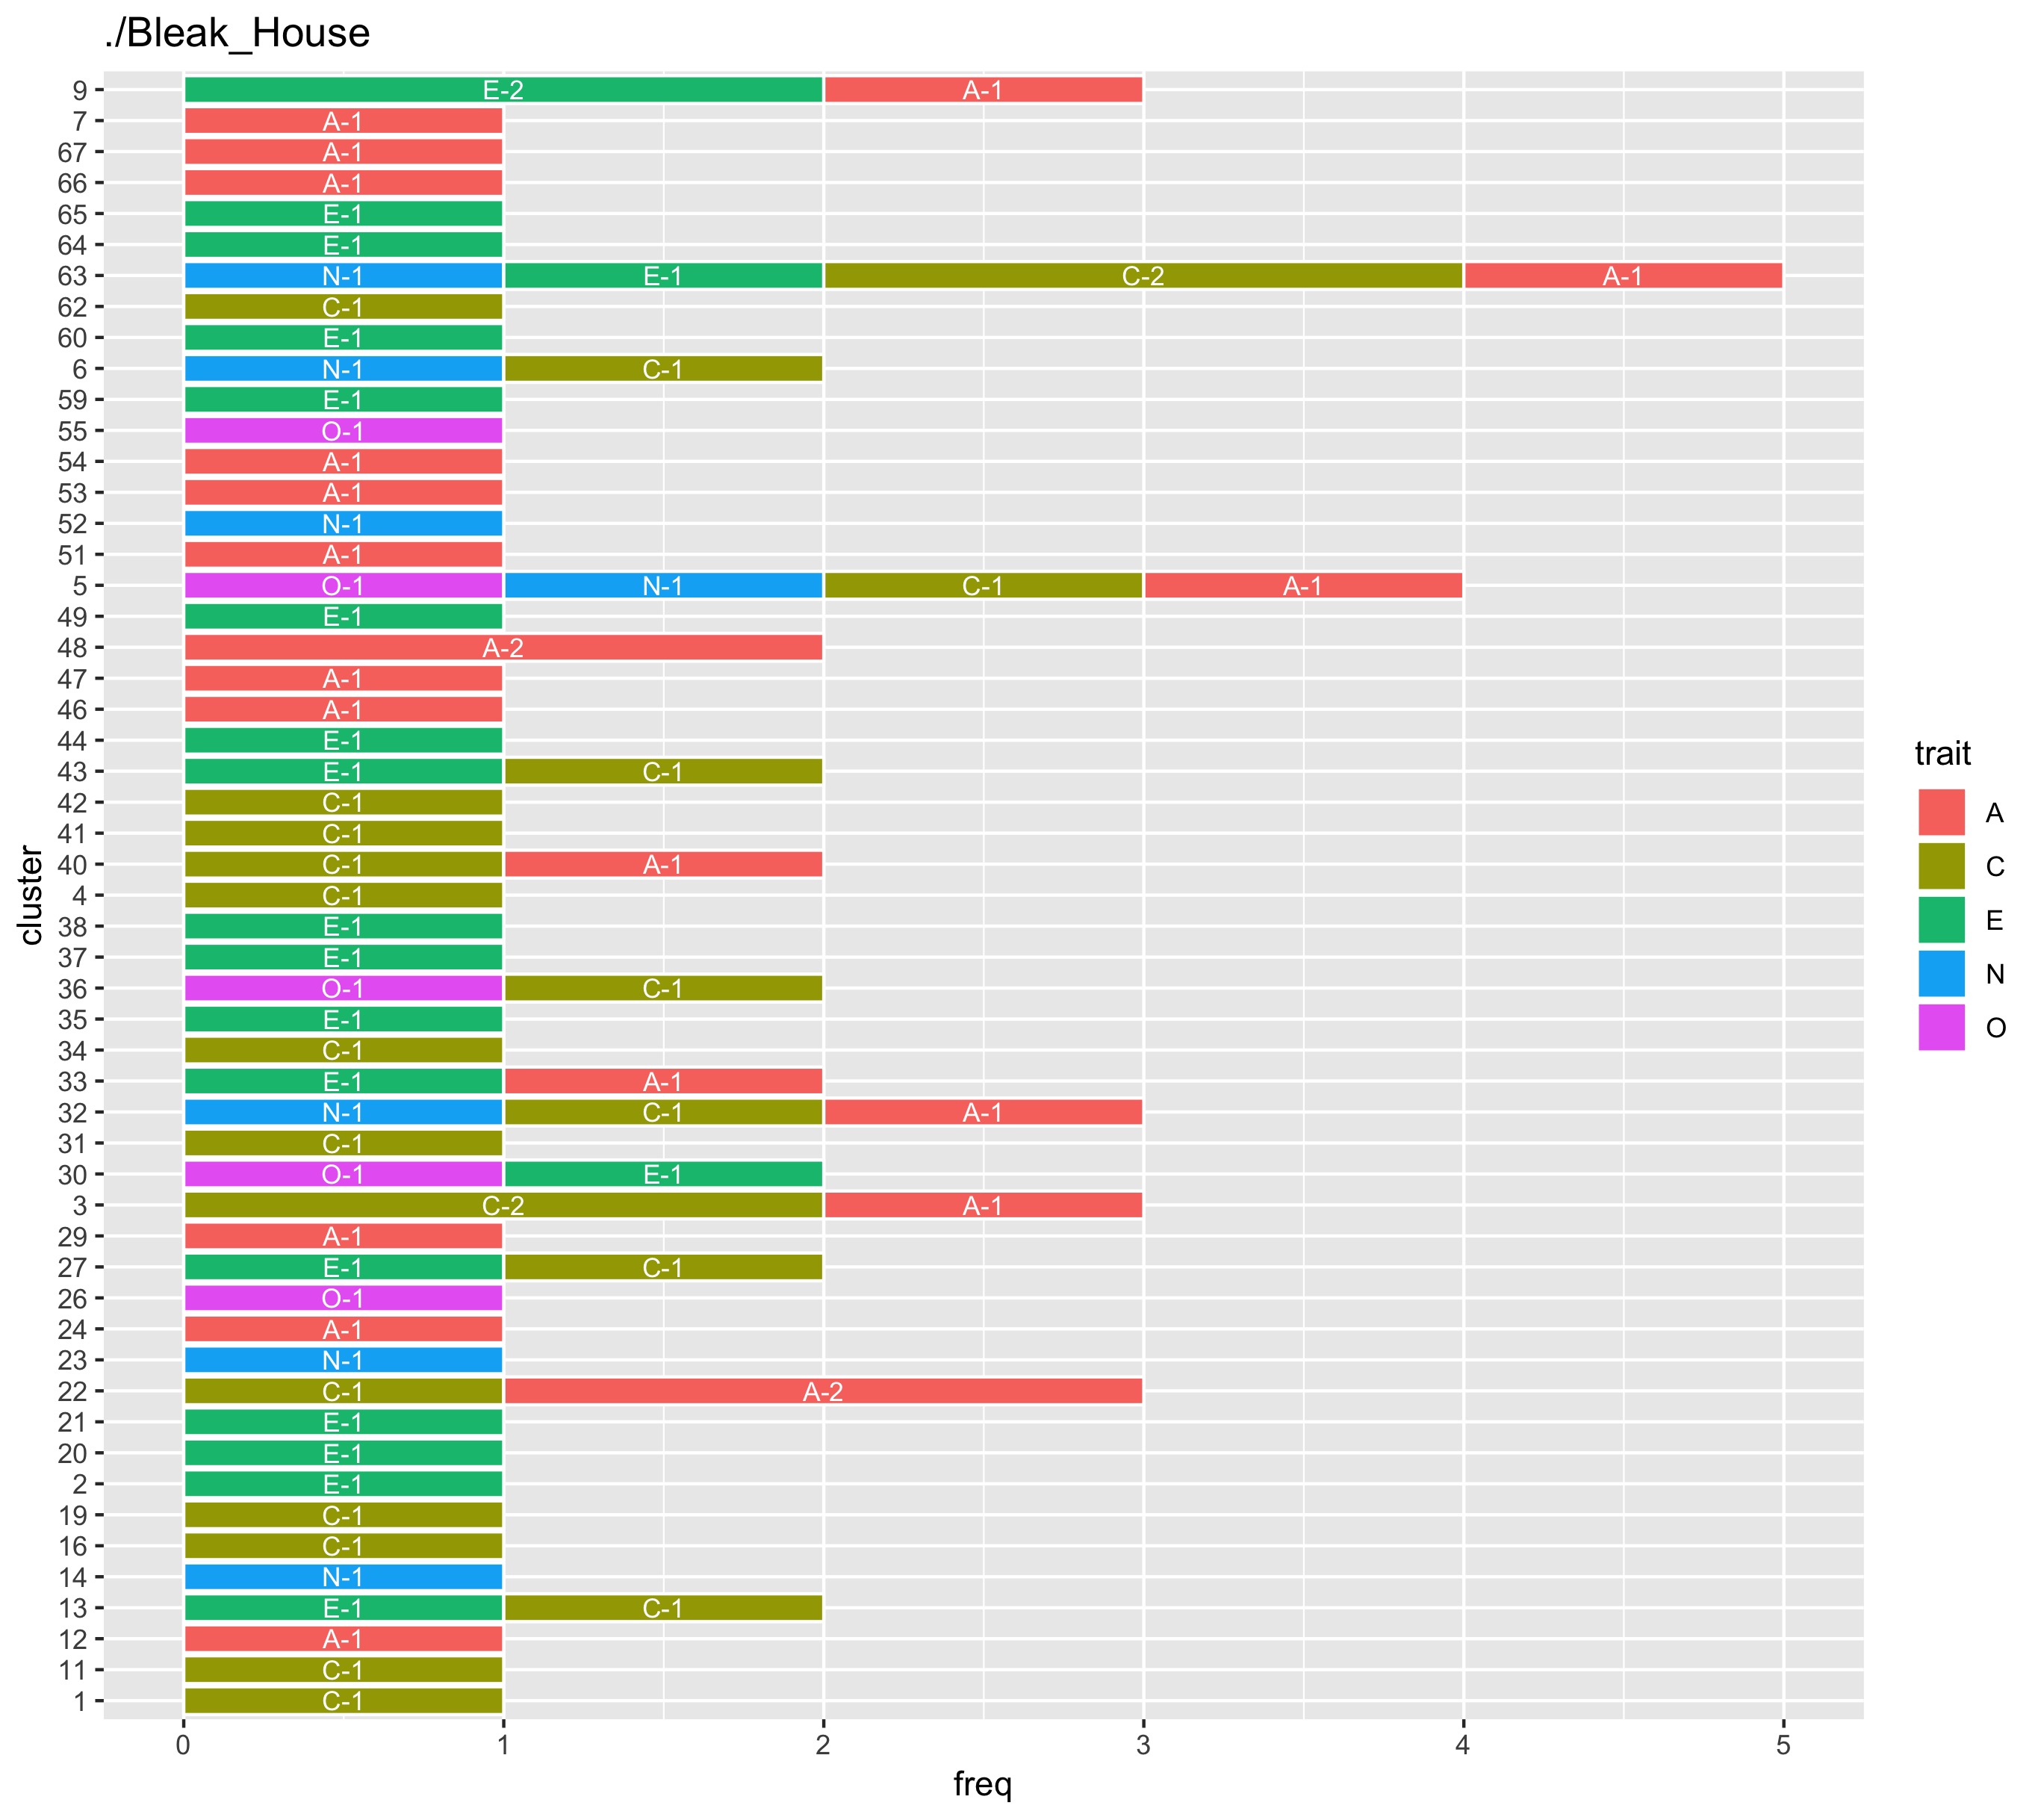 ./Bleak_House
9 E-2 A-1
7 A-1
67 A-1
66 A-1
65 E-1
64 E-1
63 N-1 E-1 C-2 A-1
62 C-1
60 E-1
6 N-1 C-1
59 E-1
55 O-1
54 A-1
53 A-1
52 N-1
51 A-1
5 O-1 N-1 C-1 A-1
49 E-1
48 A-2
47 A-1
46 A-1
44 E-1
43 E-1 C-1
42 C-1
41 C-1
40 C-1 A-1
4 C-1
38 E-1
37 E-1
36 O-1 C-1
35 E-1
34 C-1
33 E-1 A-1
32 N-1 C-1 A-1
31 C-1
30 O-1 E-1
3 C-2 A-1
29 A-1
27 E-1 C-1
26 O-1
24 A-1
23 N-1
22 C-1 A-2
21 E-1
20 E-1
2 E-1
19 C-1
16 C-1
14 N-1
13 E-1 C-1
12 A-1
11 C-1
1 C-1
0 1 2 3 4 5
freq
cluster
trait
A
C
E
N
O